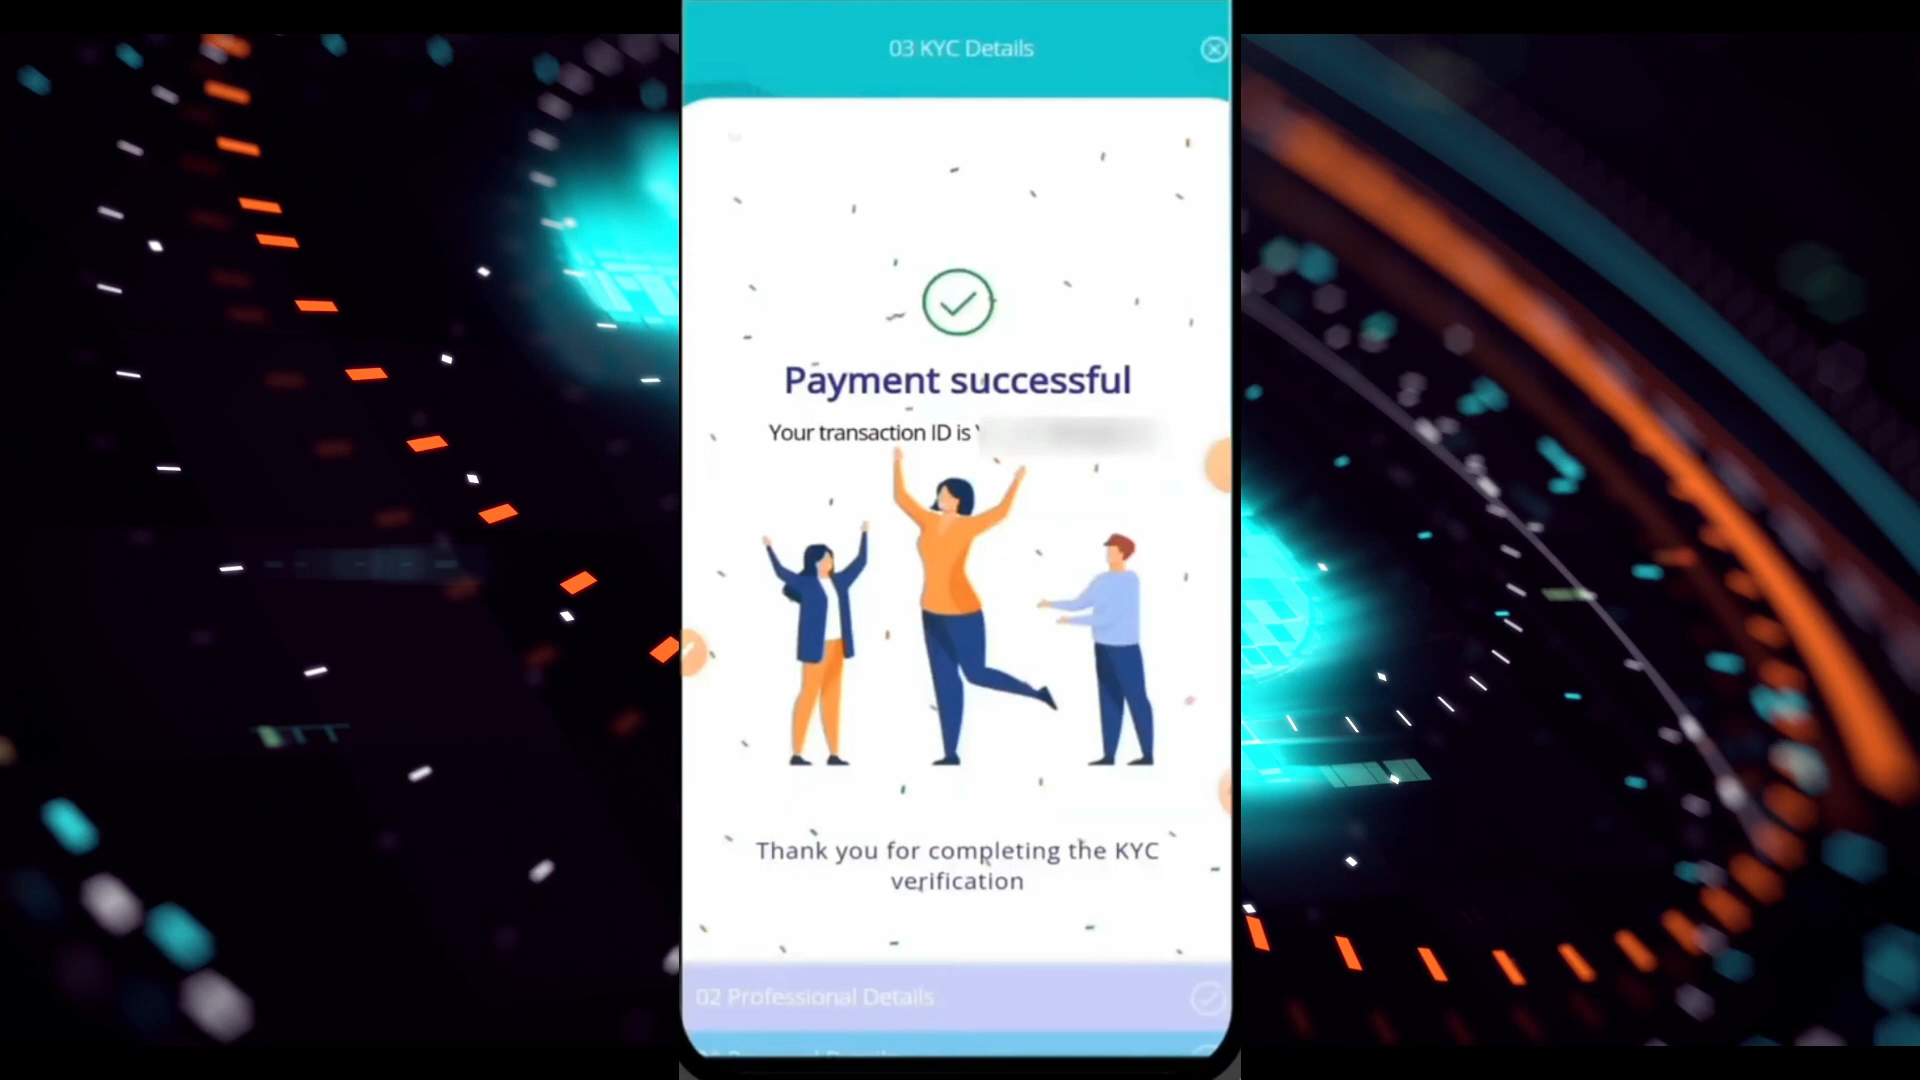 03 KYC Details
Payment successful
Your transaction ID is
Thank you for completing the KYC
verification
02 Professional Details